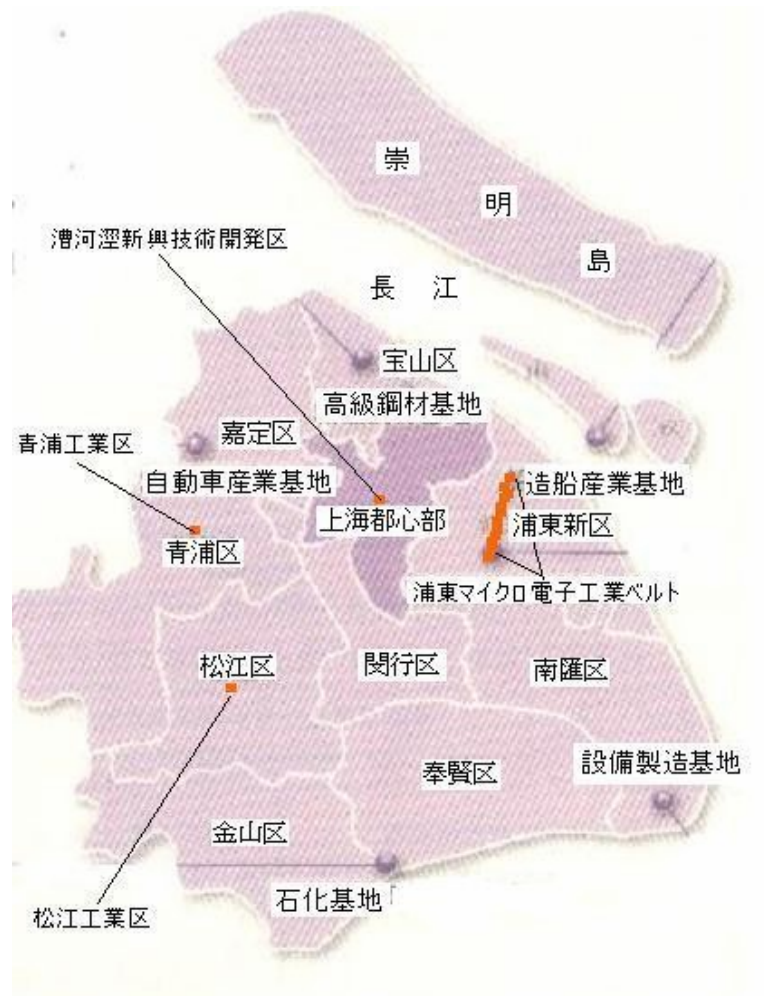 崇
明
島
漕河涇新興技術開発区
長 江
宝山区
高級鋼材基地
嘉定区
青浦工業区
自動車産業基地
造船産業基地
上海都心部
浦東新区
青浦区
浦東マイクロ電子工業ベルト
松江区
閔行区
南匯区
設備製造基地
奉賢区
金山区
石化基地
松江工業区